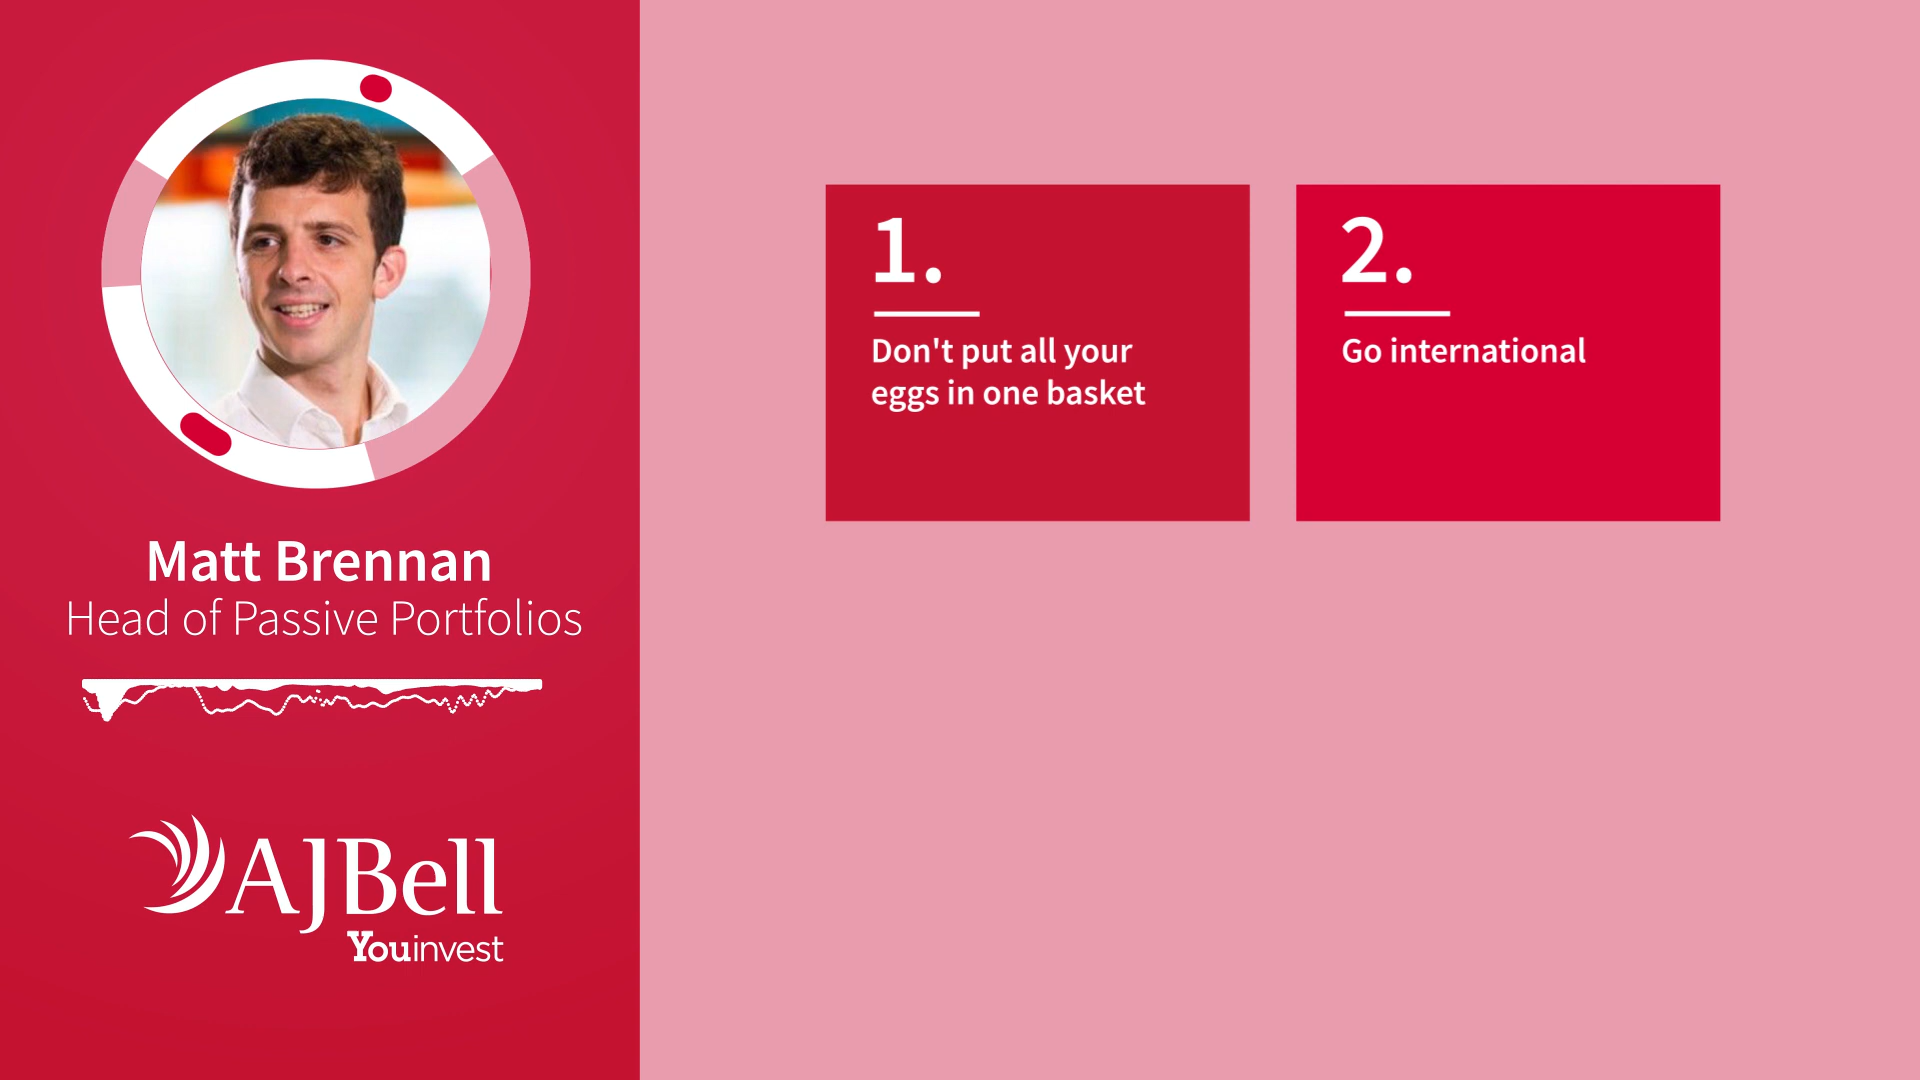 Matt Brennan
Head of Passive Portfolios
AJBell
Youinvest
1.
Don't put all your
eggs in one basket
2.
Go international